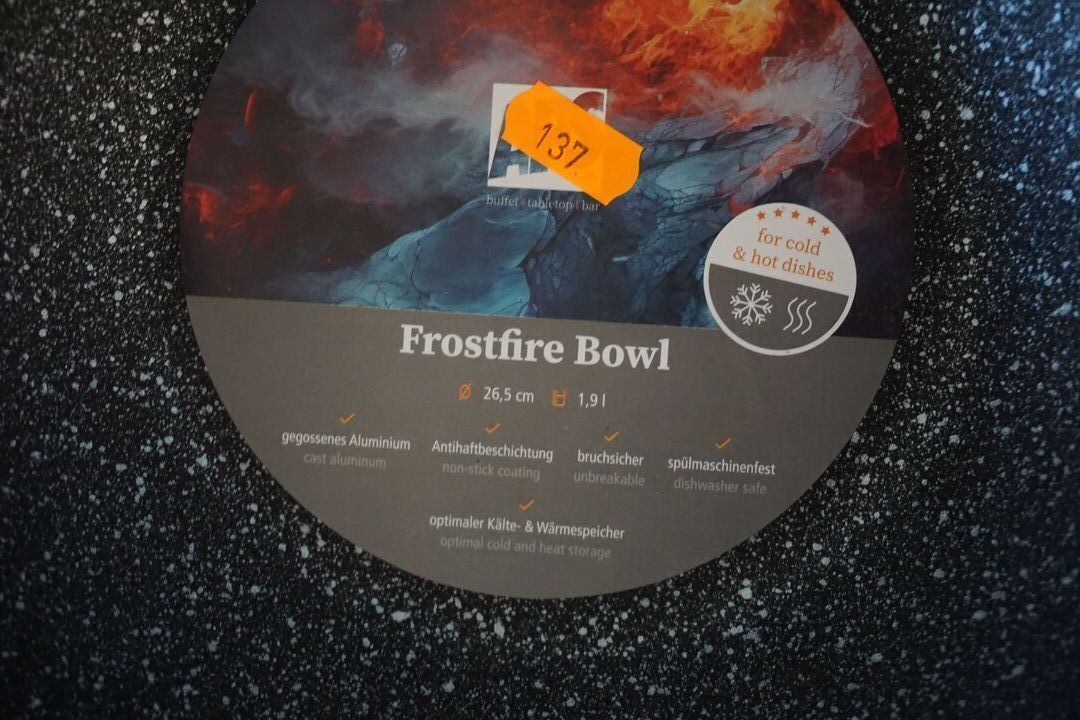 137
buffet | tabletop | bar
for cold
& hot dishes
Frostfire Bowl
Ø 26,5 cm 1,9 l
gegossenes Aluminium
cast aluminum
Antihaftbeschichtung
non-stick coating
bruchsicher
unbreakable
spülmaschinenfest
dishwasher safe
optimaler Kälte- & Wärmespeicher
optimal cold and heat storage